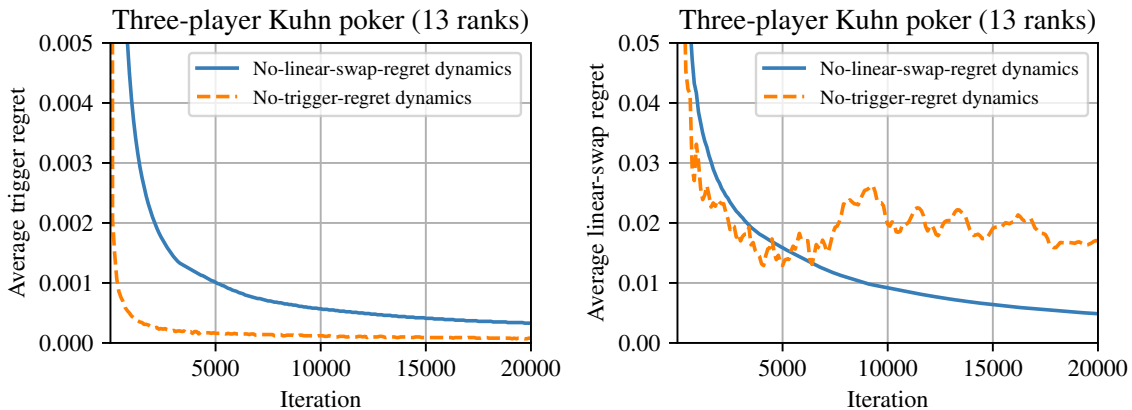 Three-player Kuhn poker (13 ranks)
Average trigger regret
0.005
0.004
0.003
0.002
0.001
0.000
No-linear-swap-regret dynamics
No-trigger-regret dynamics
5000
10000
15000
20000
Iteration
Three-player Kuhn poker (13 ranks)
Average linear-swap regret
0.05
0.04
0.03
0.02
0.01
0.00
No-linear-swap-regret dynamics
No-trigger-regret dynamics
5000
10000
15000
20000
Iteration